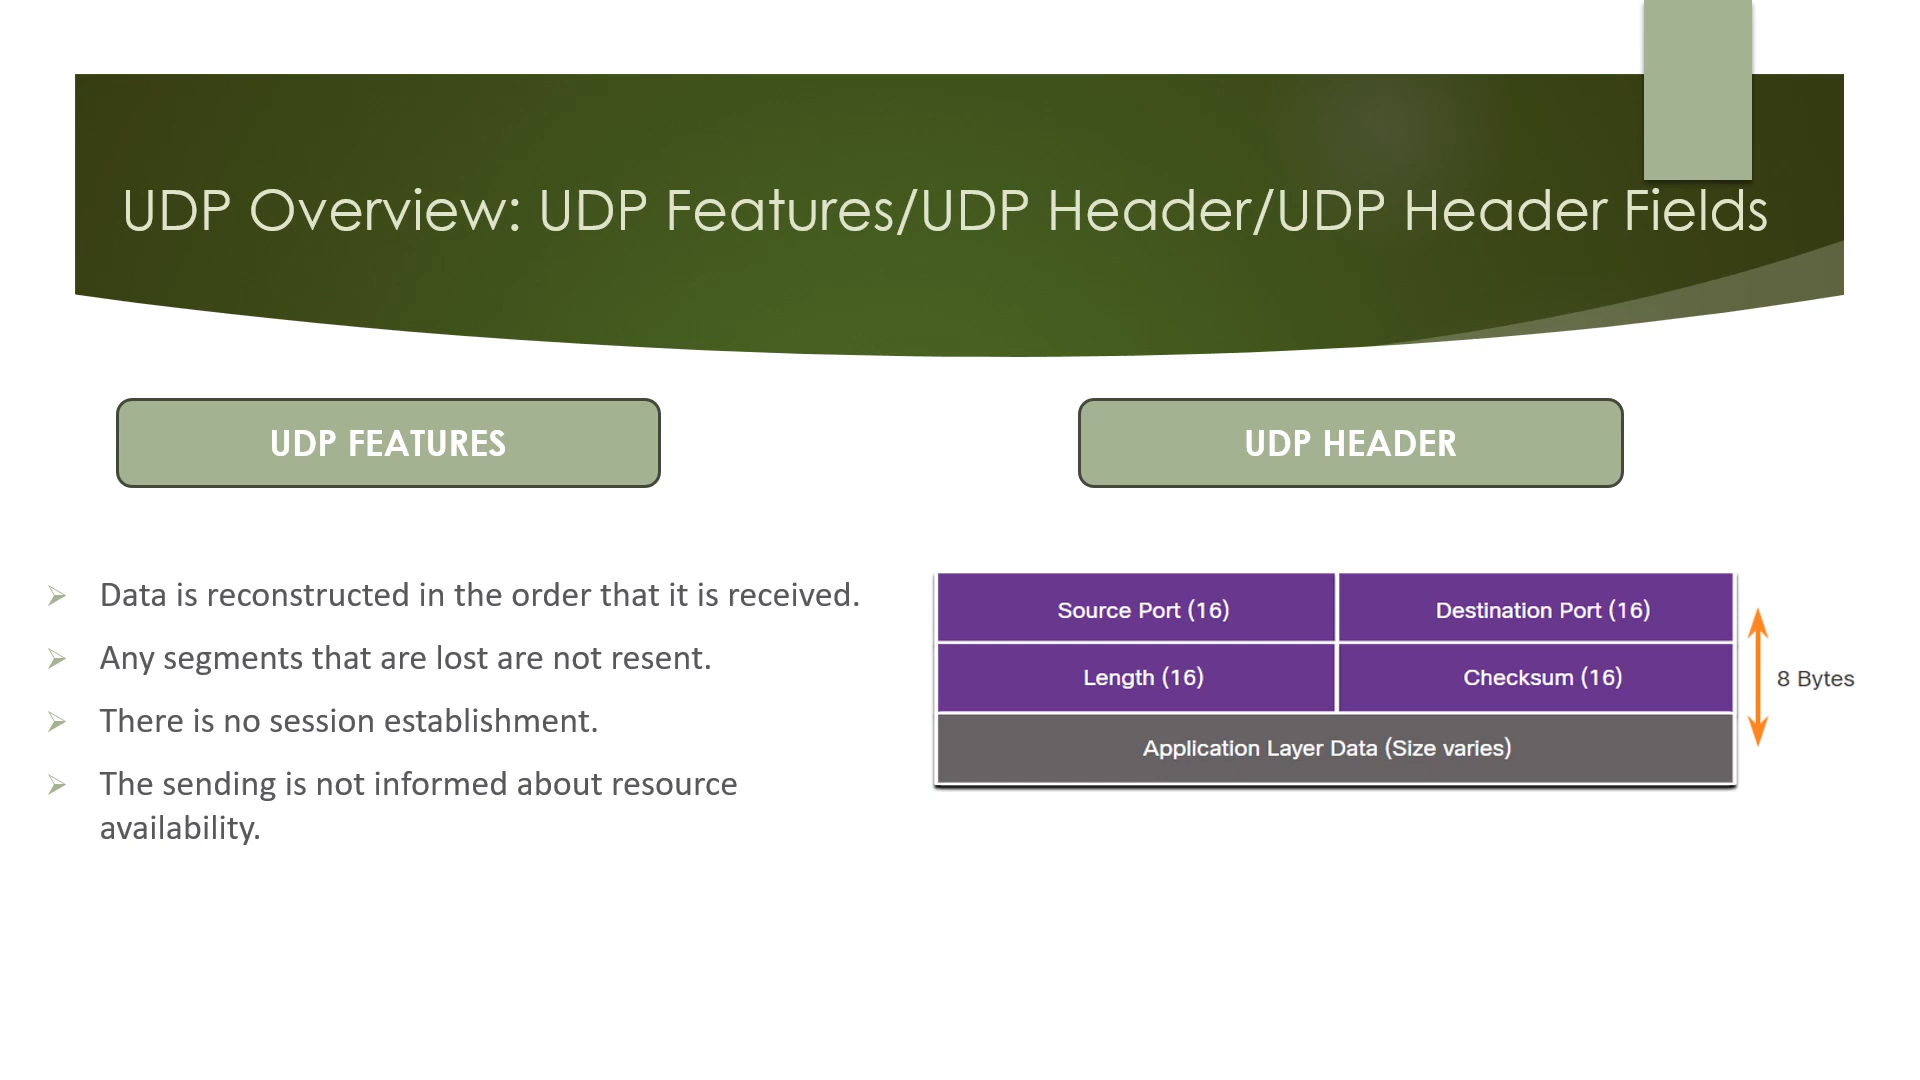 UDP Overview: UDP Features/UDP Header/UDP Header Fields
UDP FEATURES
Data is reconstructed in the order that it is received.
Any segments that are lost are not resent.
There is no session establishment.
The sending is not informed about resource
availability.
UDP HEADER
Source Port (16)
Destination Port (16)
Length (16)
Checksum (16)
8 Bytes
Application Layer Data (Size varies)